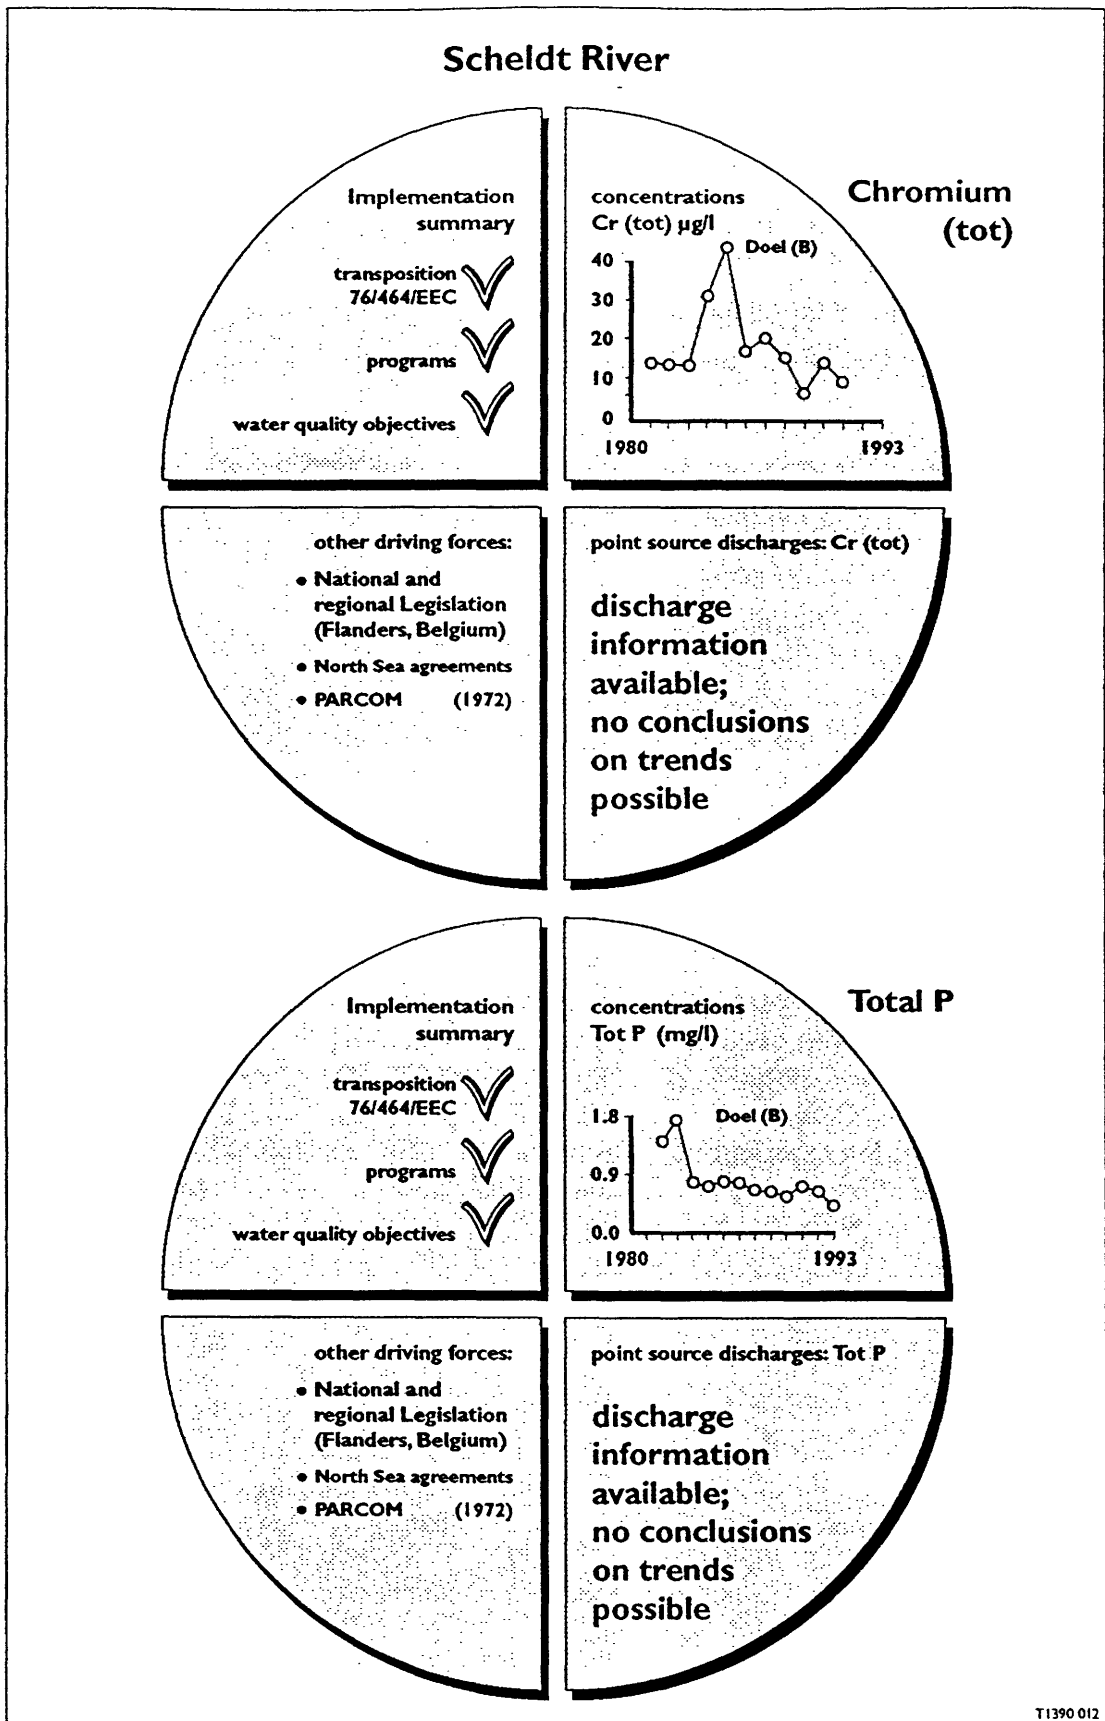 Scheldt River
Implementation
summary
transposition
76/464/EEC
programs
water quality objectives
concentrations
Cr (tot) µg/l
Doel (B)
40
30
20
10
0
1980
1993
Chromium
(tot)
other driving forces:
• National and
regional Legislation
(Flanders, Belgium)
• North Sea agreements
• PARCOM (1972)
point source discharges: Cr (tot)
discharge
information
available;
no conclusions
on trends
possible
Implementation
summary
transposition
76/464/EEC
programs
water quality objectives
concentrations
Tot P (mg/l)
Doel (B)
1.8
0.9
0.0
1980
1993
Total P
other driving forces:
• National and
regional Legislation
(Flanders, Belgium)
• North Sea agreements
• PARCOM (1972)
point source discharges: Tot P
discharge
information
available;
no conclusions
on trends
possible
T1390 012